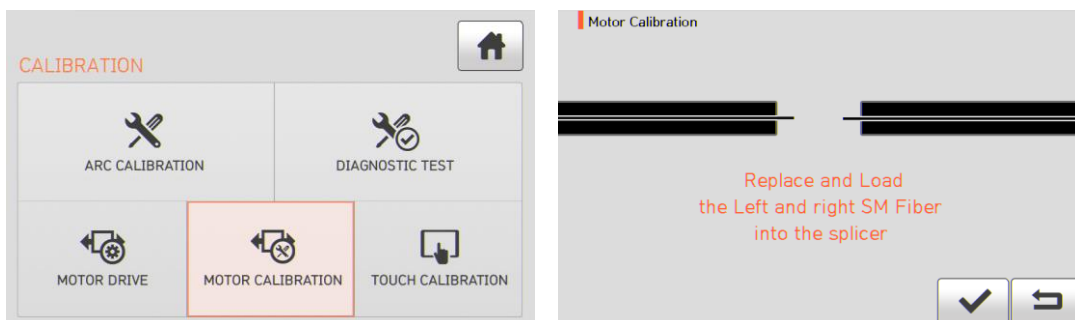 CALIBRATION
ARC CALIBRATION
DIAGNOSTIC TEST
MOTOR DRIVE
MOTOR CALIBRATION
TOUCH CALIBRATION
Motor Calibration
Replace and Load
the Left and right SM Fiber
into the splicer